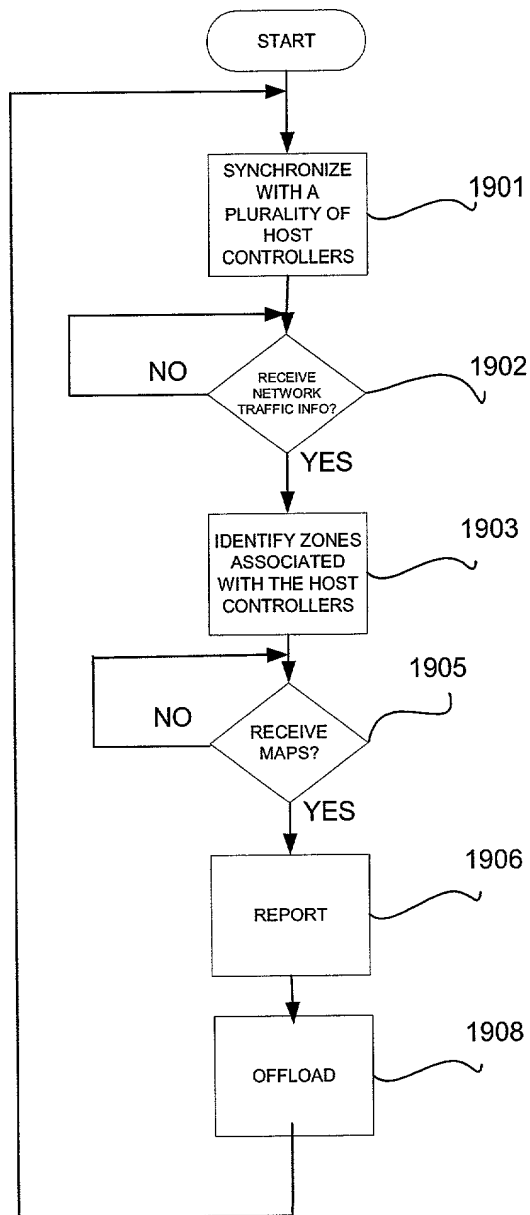 START
SYNCHRONIZE
WITH A
PLURALITY OF
HOST
CONTROLLERS
1901
RECEIVE
NETWORK
TRAFFIC INFO?
1902
NO
YES
IDENTIFY ZONES
ASSOCIATED
WITH THE HOST
CONTROLLERS
1903
RECEIVE
MAPS?
1905
NO
YES
REPORT
1906
OFFLOAD
1908